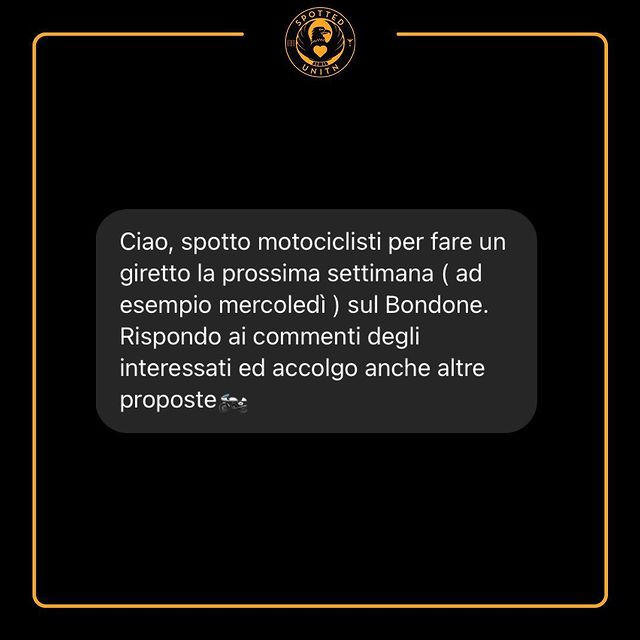 SPOTTED
UNITN
Ciao, spotto motociclisti per fare un
giretto la prossima settimana ( ad
esempio mercoledì ) sul Bondone.
Rispondo ai commenti degli
interessati ed accolgo anche altre
proposte🏍️